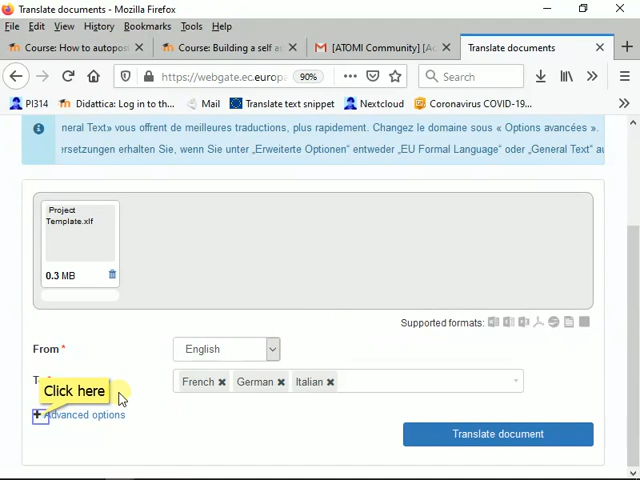 Translate documents - Mozilla Firefox
File Edit View History Bookmarks Tools Help
Course: How to autopost
Course: Building a self a
[ATOMI Community] [A
Translate documents
https://webgate.ec.europa
90%
Search
PI314
Didattica: Log in to th...
Mail
Translate text snippet
Nextcloud
Coronavirus COVID-19...
neral Text» vous offrent de meilleures traductions, plus rapidement. Changez le domaine sous « Options avancées ».
ersetzungen erhalten Sie, wenn Sie unter „Erweiterte Optionen" entweder „EU Formal Language" oder „General Text" au
Project
Template.xlf
0.3 MB
Supported formats:
From *
English
To
French
German
Italian
Click here
Advanced options
Translate document